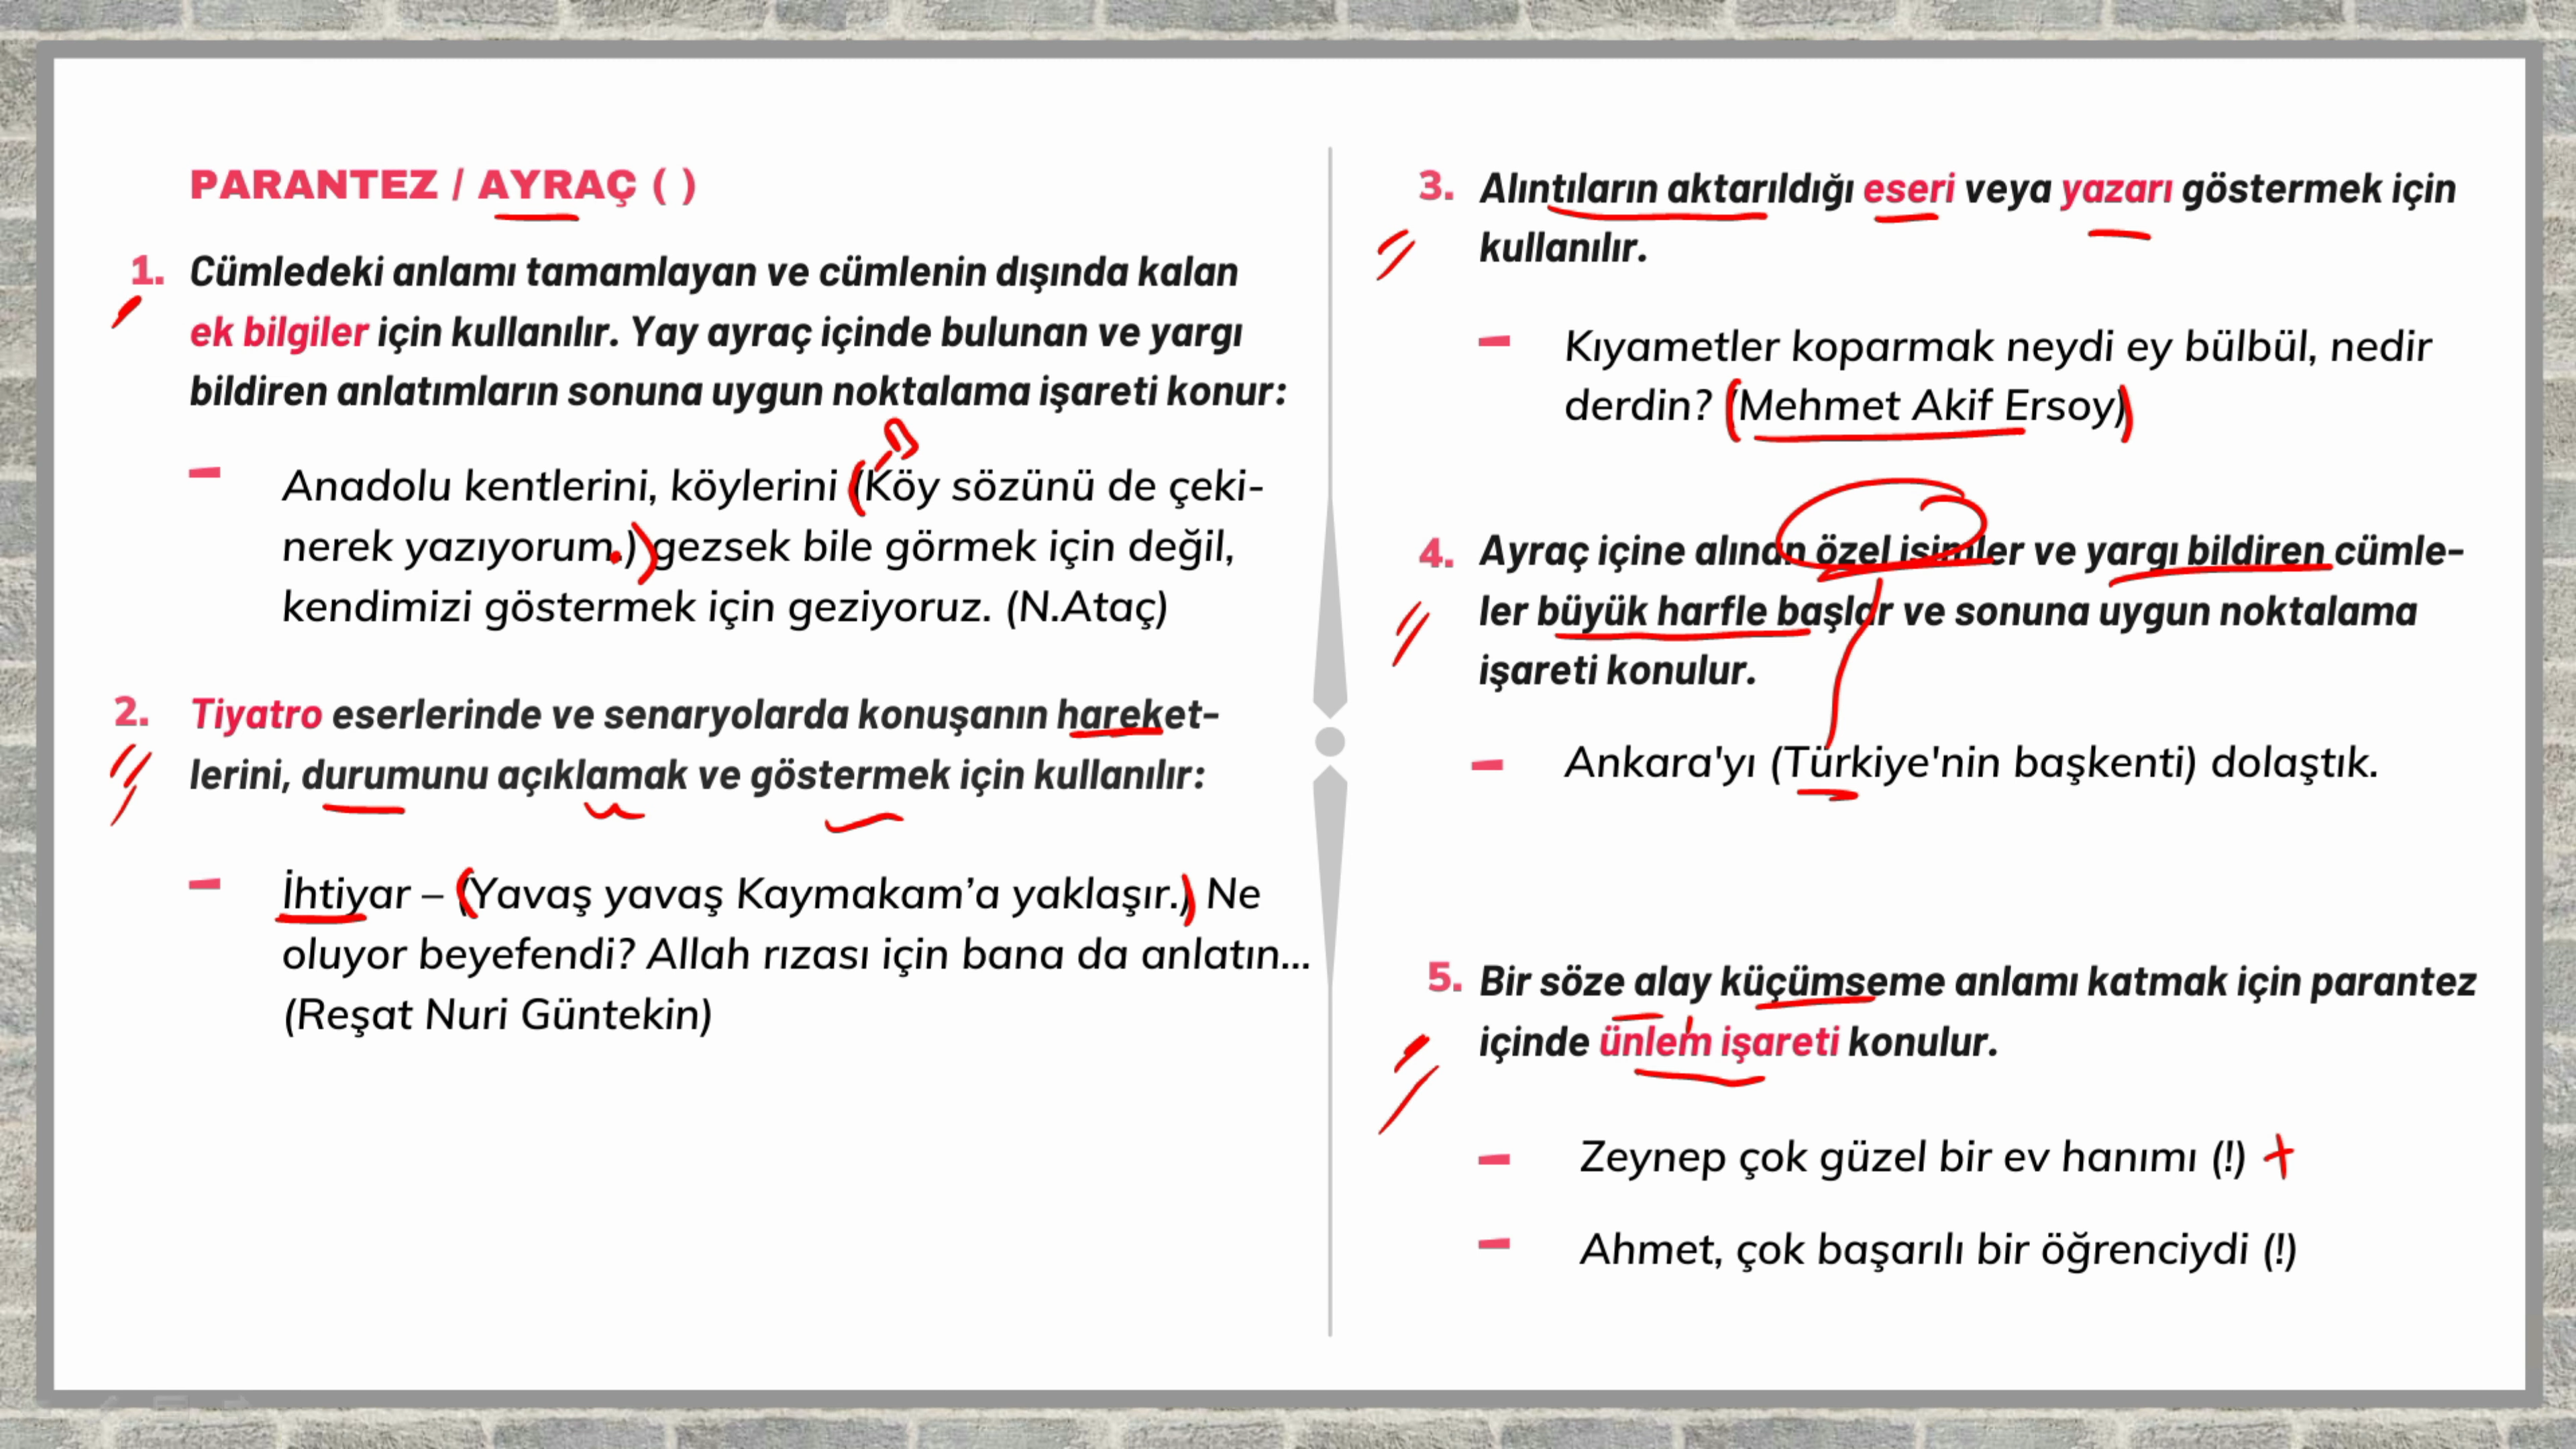 PARANTEZ / AYRAÇ ( )
1. Cümledeki anlamı tamamlayan ve cümlenin dışında kalan
ek bilgiler için kullanılır. Yay ayraç içinde bulunan ve yargı
bildiren anlatımların sonuna uygun noktalama işareti konur:
- Anadolu kentlerini, köylerini (Köy sözünü de çeki-
nerek yazıyorum.) gezsek bile görmek için değil,
kendimizi göstermek için geziyoruz. (N.Ataç)
2. Tiyatro eserlerinde ve senaryolarda konuşanın hareket-
lerini, durumunu açıklamak ve göstermek için kullanılır:
- İhtiyar – (Yavaş yavaş Kaymakam’a yaklaşır.) Ne
oluyor beyefendi? Allah rızası için bana da anlatın...
(Reşat Nuri Güntekin)
3. Alıntıların aktarıldığı eseri veya yazarı göstermek için
kullanılır.
- Kıyametler koparmak neydi ey bülbül, nedir
derdin? (Mehmet Akif Ersoy)
4. Ayraç içine alınan özel isimler ve yargı bildiren cümle-
ler büyük harfle başlar ve sonuna uygun noktalama
işareti konulur.
- Ankara'yı (Türkiye'nin başkenti) dolaştık.
5. Bir söze alay küçümseme anlamı katmak için parantez
içinde ünlem işareti konulur.
- Zeynep çok güzel bir ev hanımı (!) +
- Ahmet, çok başarılı bir öğrenciydi (!)